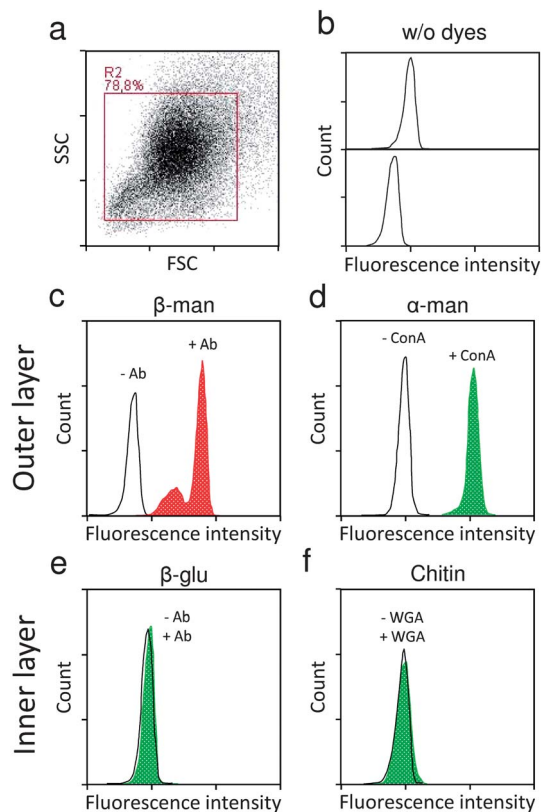 a
R2
78,8%
SSC
FSC
b
w/o dyes
Count
Fluorescence intensity
Outer layer
c
β-man
- Ab
+ Ab
Count
Fluorescence intensity
d
α-man
- ConA
+ ConA
Count
Fluorescence intensity
Inner layer
e
β-glu
- Ab
+ Ab
Count
Fluorescence intensity
f
Chitin
- WGA
+ WGA
Count
Fluorescence intensity